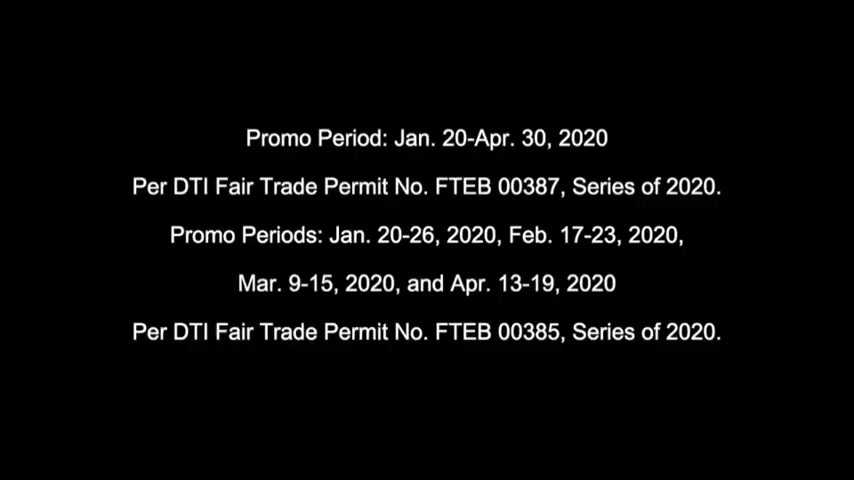 Promo Period: Jan. 20-Apr. 30, 2020
Per DTI Fair Trade Permit No. FTEB 00387, Series of 2020.
Promo Periods: Jan. 20-26, 2020, Feb. 17-23, 2020,
Mar. 9-15, 2020, and Apr. 13-19, 2020
Per DTI Fair Trade Permit No. FTEB 00385, Series of 2020.